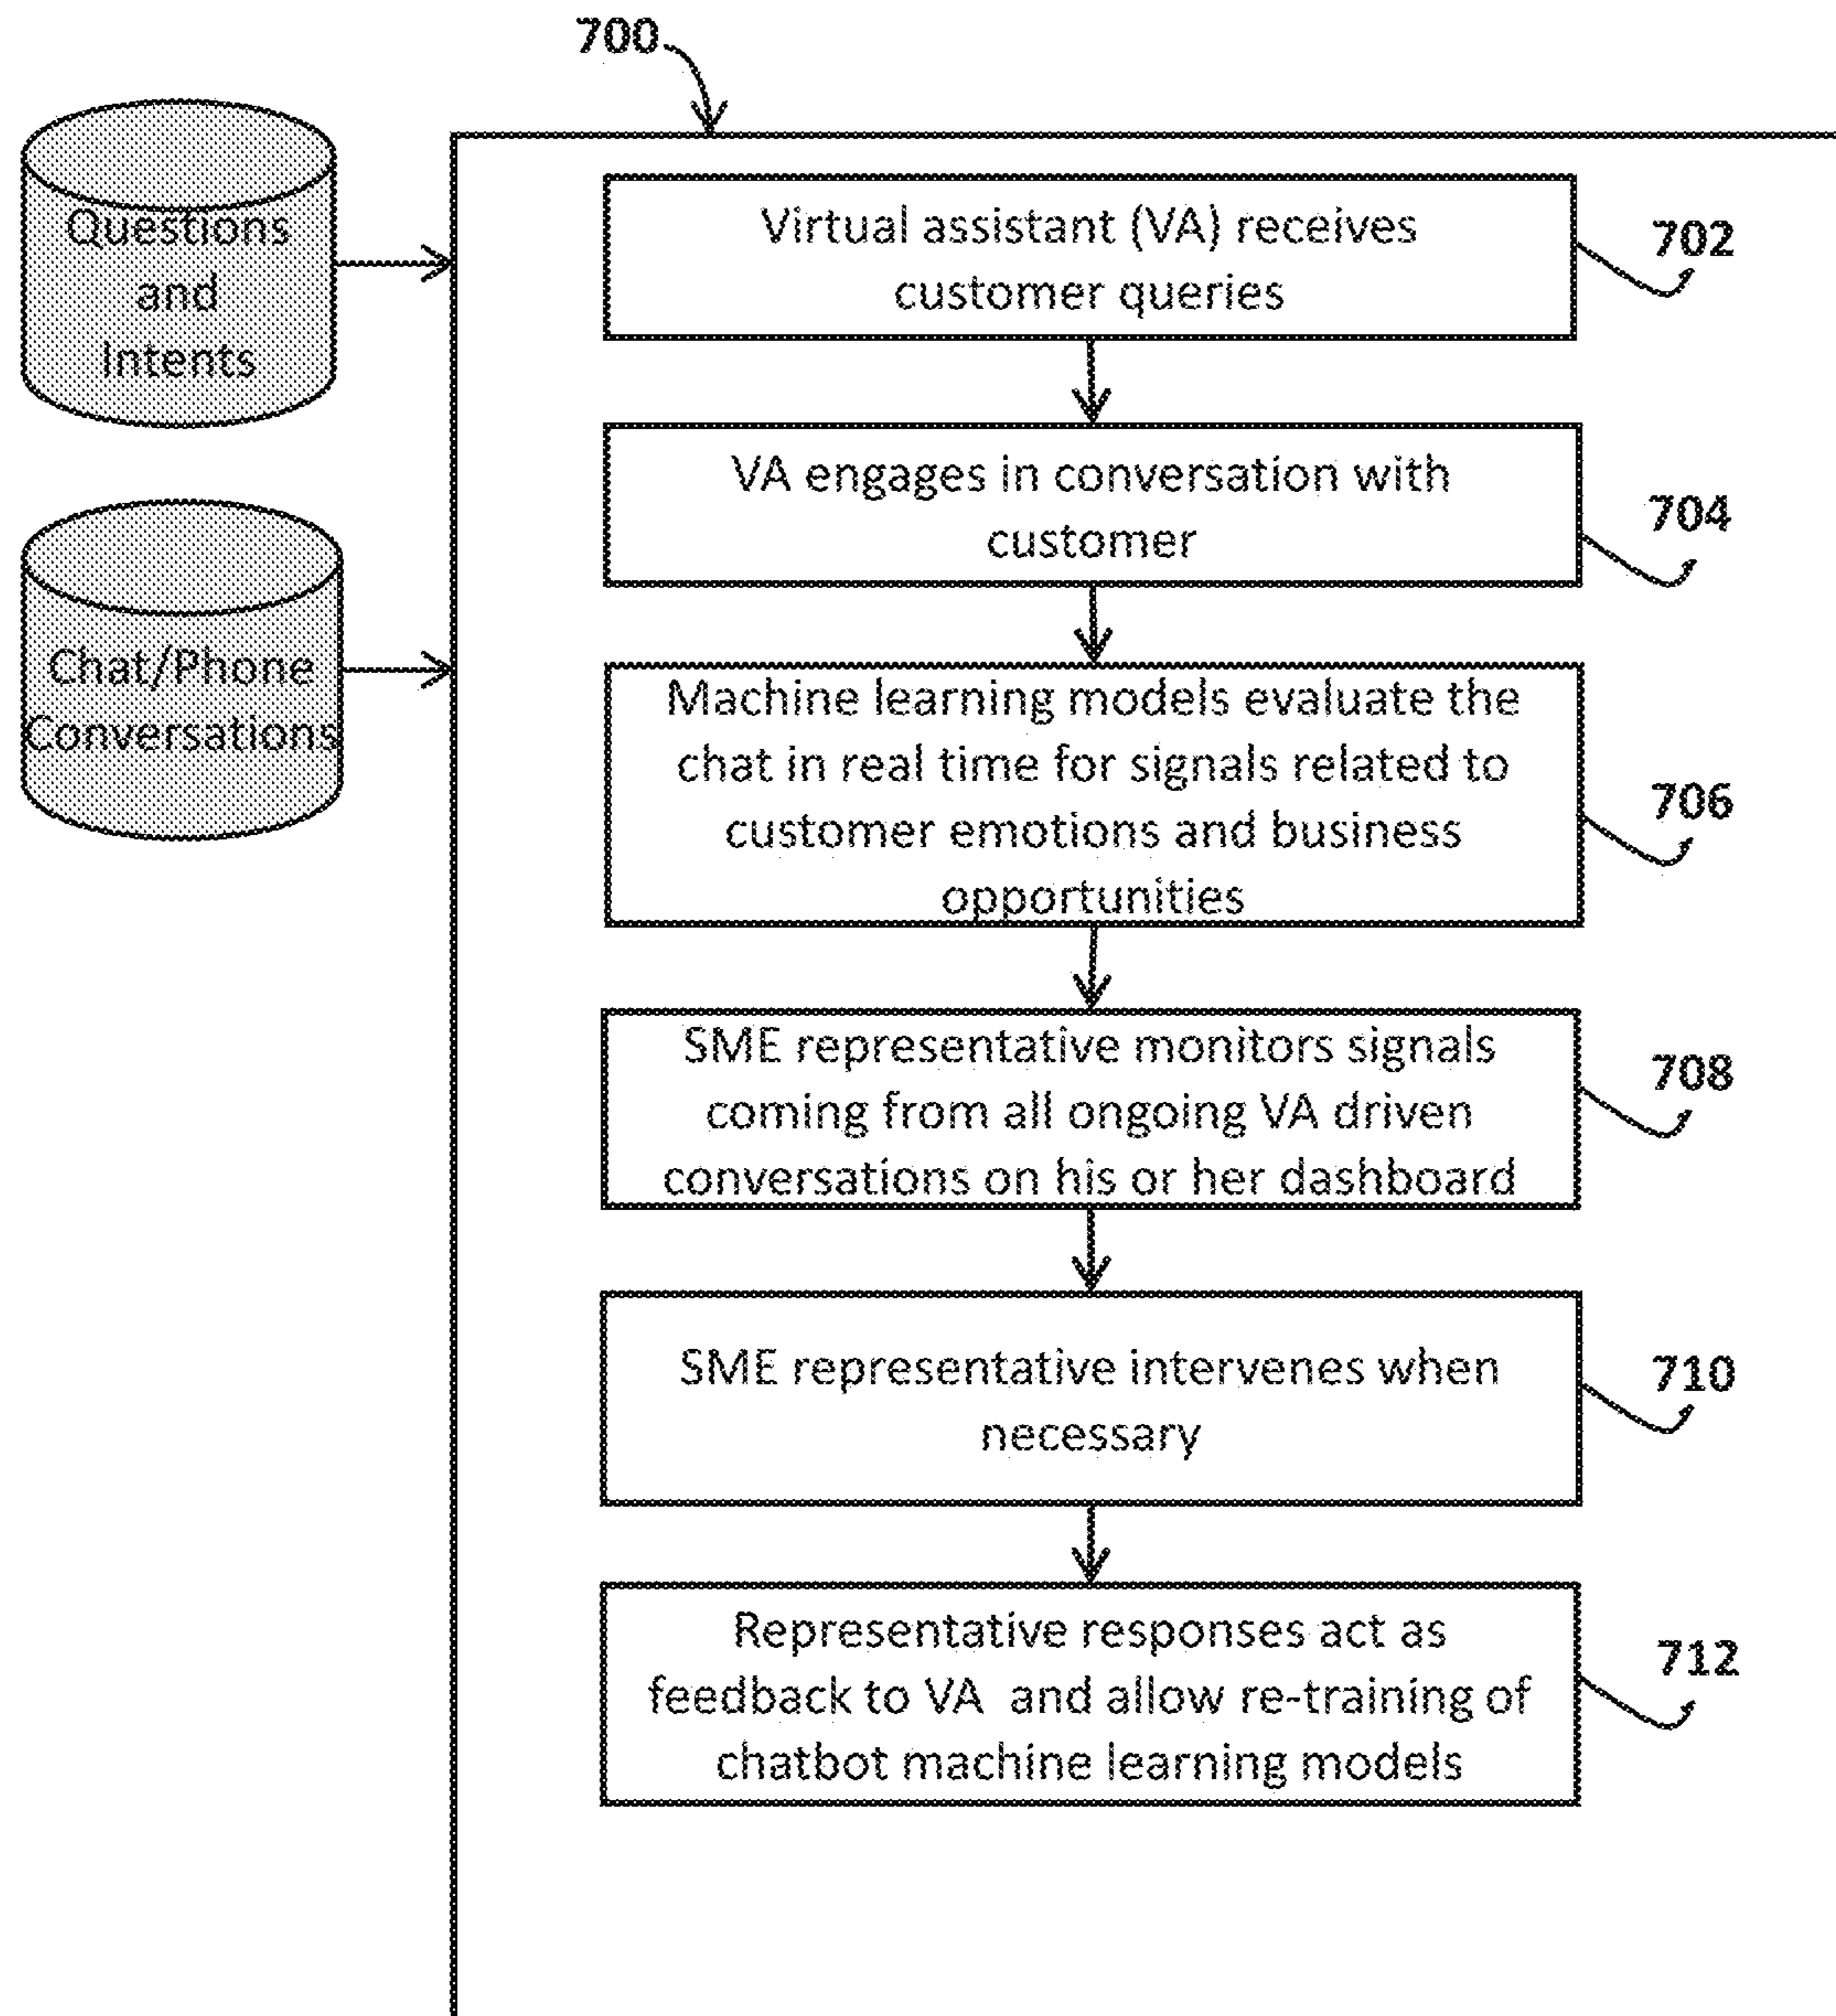 700
Questions
and
Intents
Chat/Phone
Conversations
Virtual assistant (VA) receives
customer queries
702
VA engages in conversation with
customer
704
Machine learning models evaluate the
chat in real time for signals related to
customer emotions and business
opportunities
706
SME representative monitors signals
coming from all ongoing VA driven
conversations on his or her dashboard
708
SME representative intervenes when
necessary
710
Representative responses act as
feedback to VA and allow re-training of
chatbot machine learning models
712